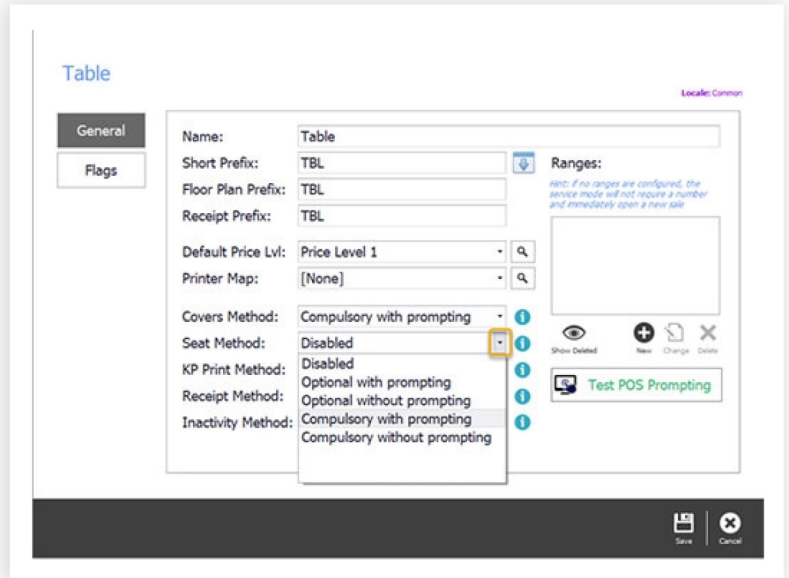 Table
Locale: Common
General
Flags
Name: Table
Short Prefix: TBL
Floor Plan Prefix: TBL
Receipt Prefix: TBL
Default Price Lvl: Price Level 1
Printer Map: [None]
Covers Method: Compulsory with prompting
Seat Method: Disabled
KP Print Method:
Receipt Method:
Inactivity Method:
Disabled
Optional with prompting
Optional without prompting
Compulsory with prompting
Compulsory without prompting
Ranges:
Hint: if no ranges are configured, the
service mode will not require a number
and immediately open a new sale
Show Deleted
New
Change
Delete
Test POS Prompting
Save
Cancel